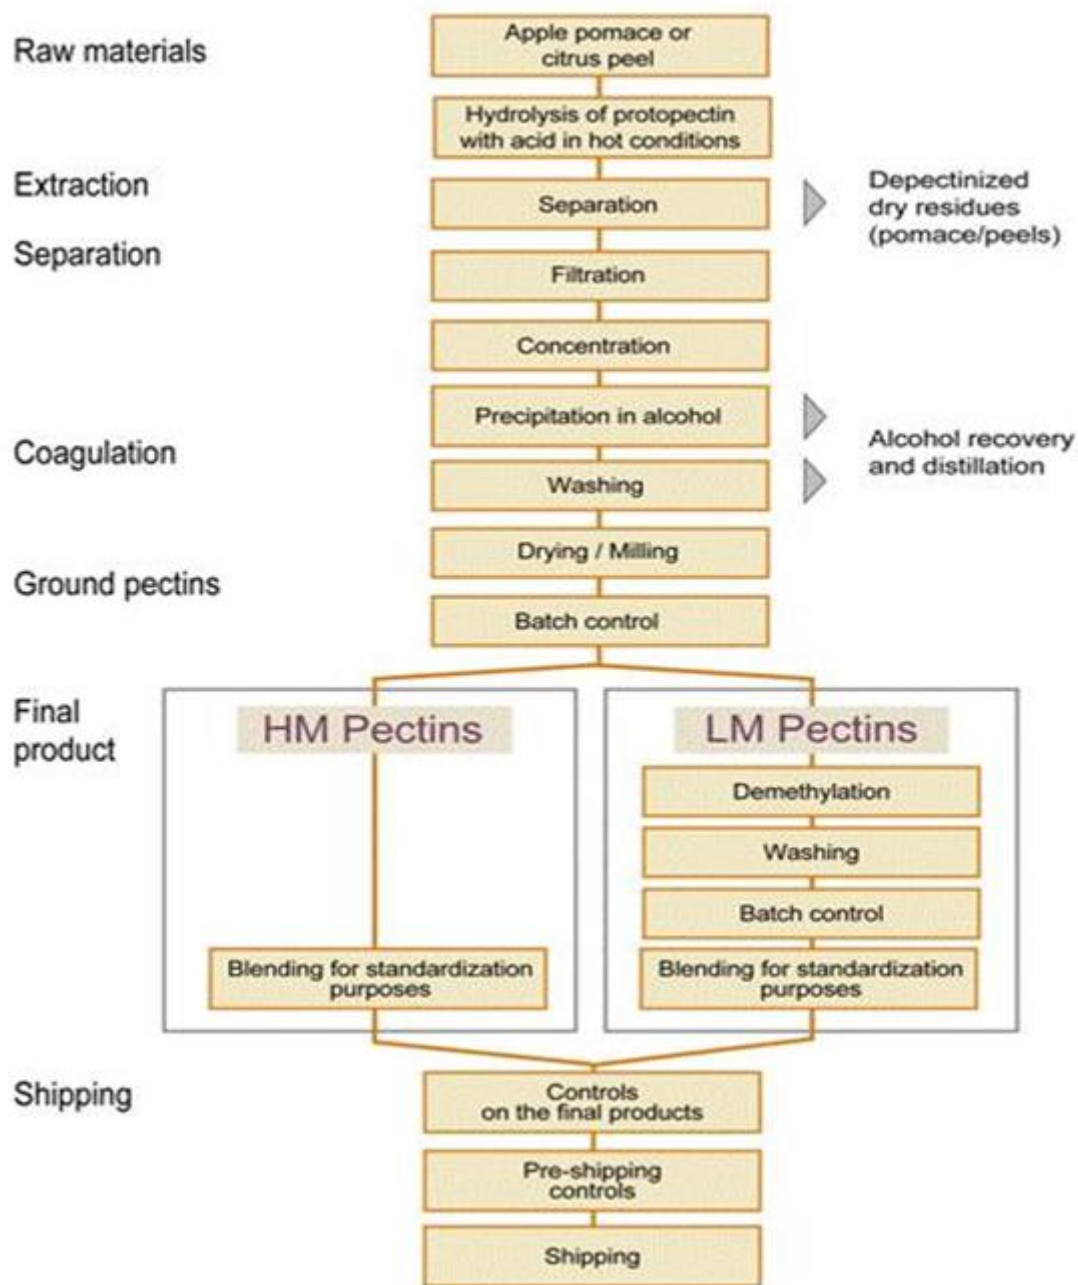 Raw materials
Apple pomace or
citrus peel
Hydrolysis of protopectin
with acid in hot conditions
Extraction
Separation
Depectinized
dry residues
(pomace/peels)
Separation
Filtration
Concentration
Precipitation in alcohol
Coagulation
Alcohol recovery
and distillation
Washing
Drying / Milling
Ground pectins
Batch control
Final
product
HM Pectins
Blending for standardization
purposes
LM Pectins
Demethylation
Washing
Batch control
Blending for standardization
purposes
Shipping
Controls
on the final products
Pre-shipping
controls
Shipping